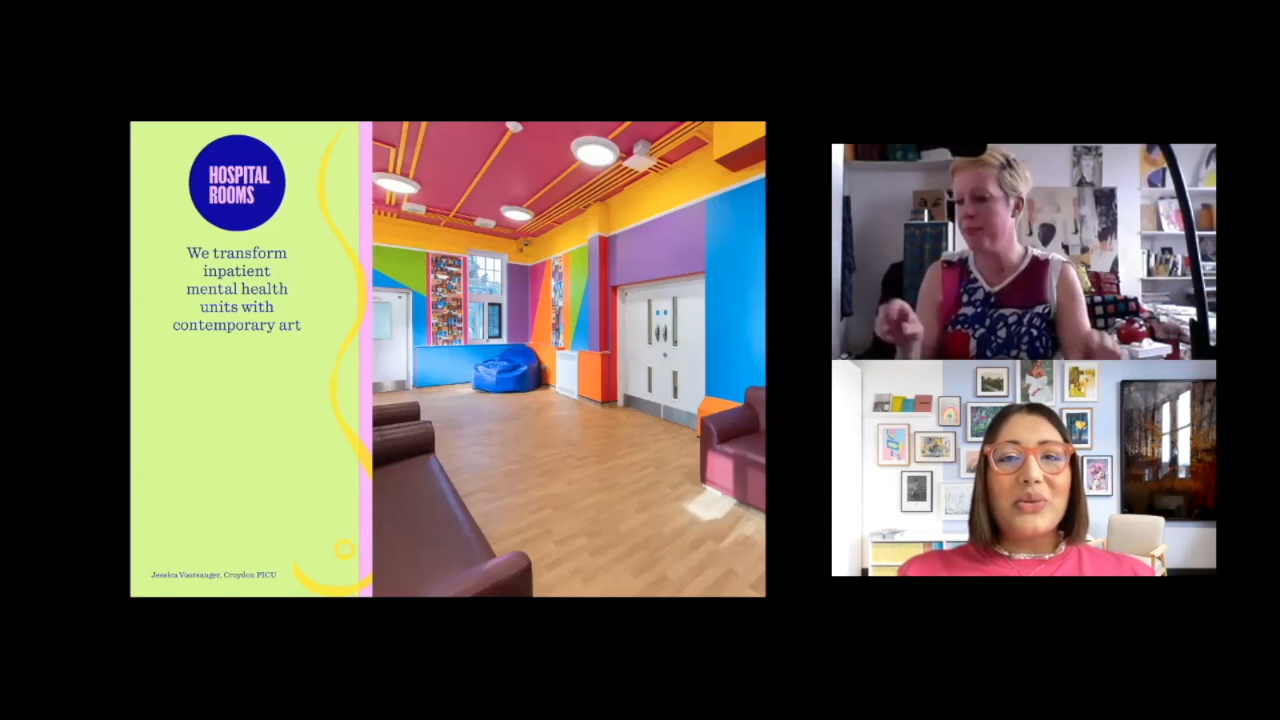 HOSPITAL
ROOMS
We transform
inpatient
mental health
units with
contemporary art
Jessica Voorsanger, Croydon PICU